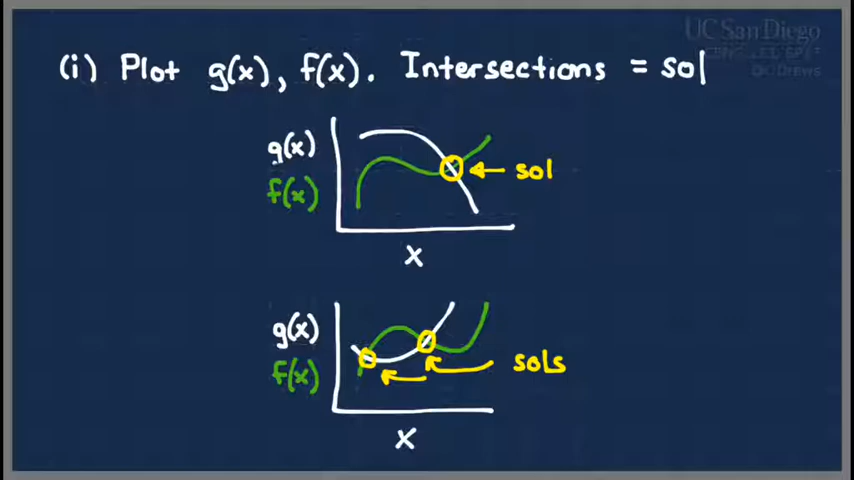 UC San Diego
(i) Plot g(x), f(x). Intersections = sol
g(x)
f(x)
sol
x
g(x)
f(x)
sols
x